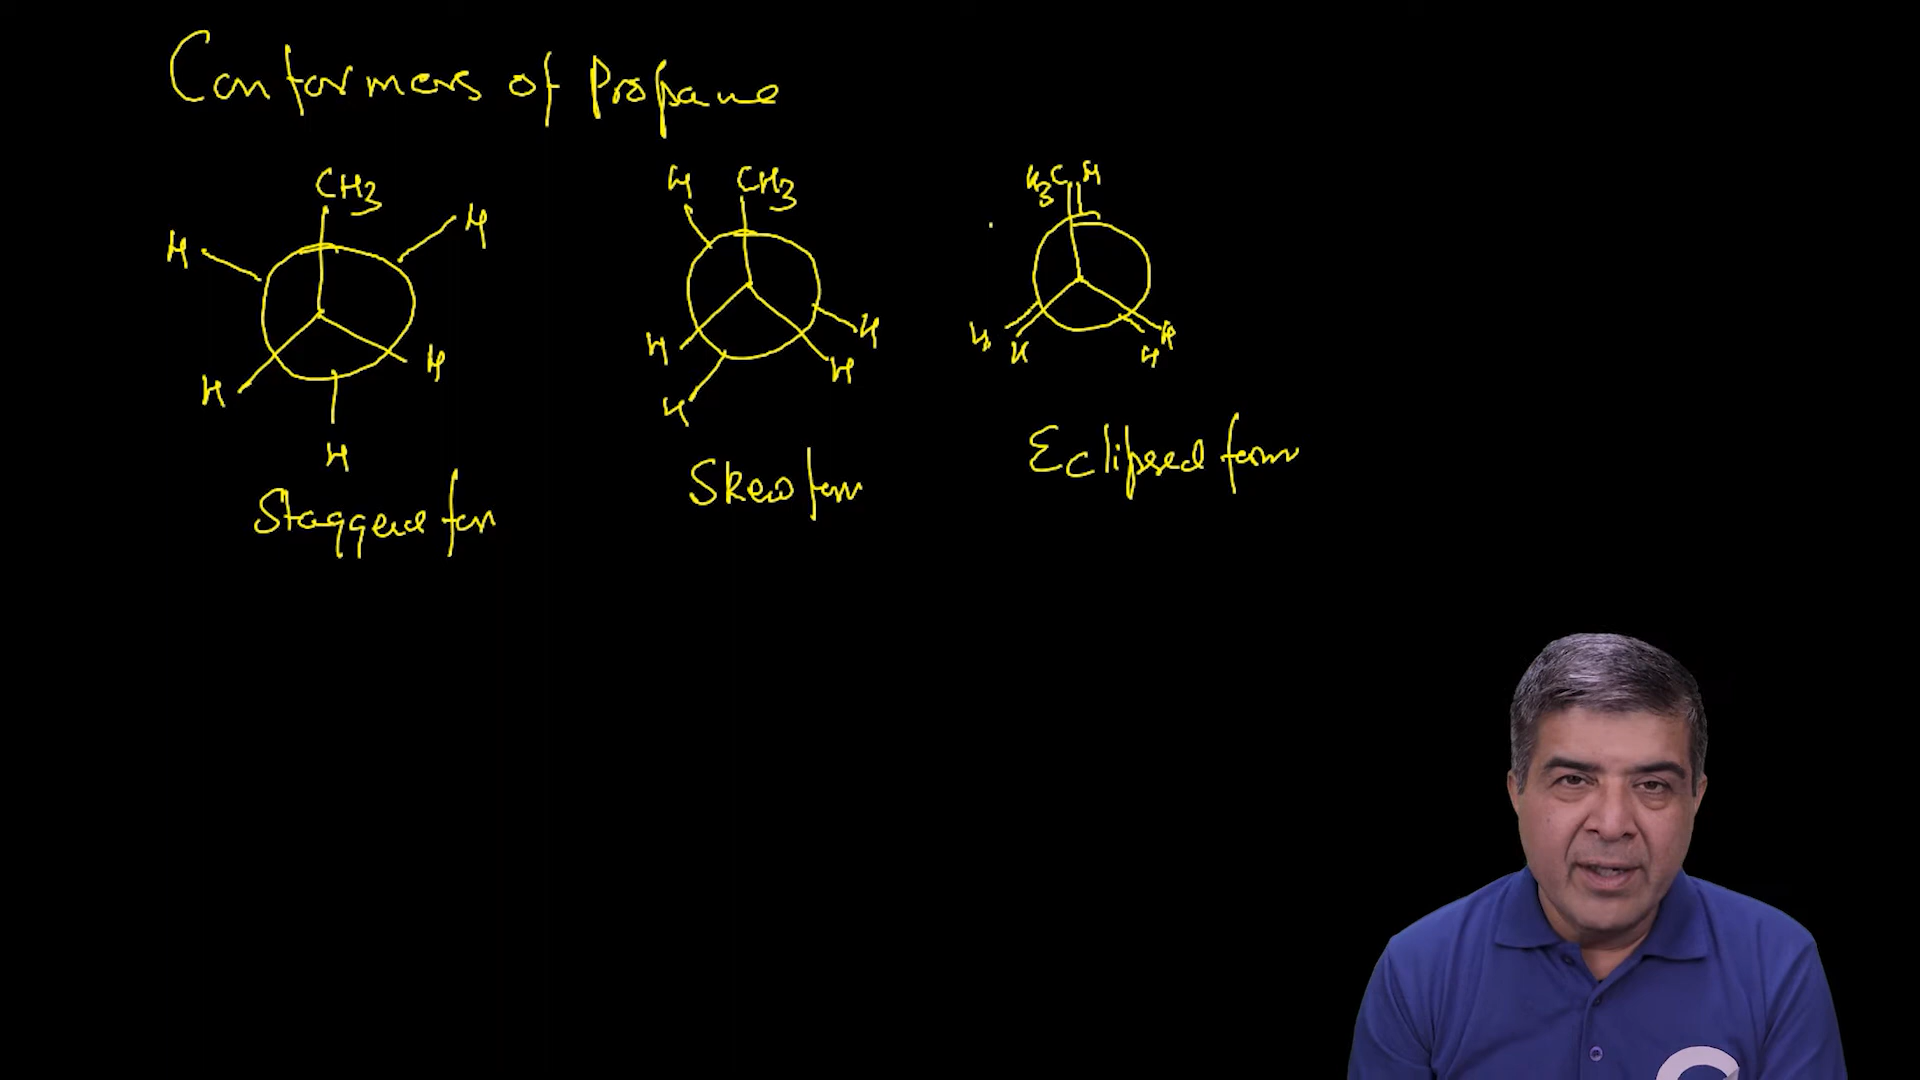 Conformers of Propane
CH3
H
H
H
H
H
Staggered form
H
CH3
H
H
H
H
Skew form
H3C
H
H
H
H
H
Eclipsed form